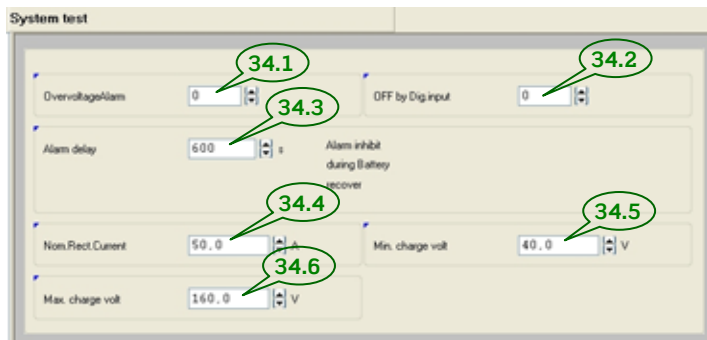 System test
34.1
34.2
OvervoltageAlarm 0
OFF by Dig.input 0
34.3
Alarm delay 600 s
Alarm inhibit
during Battery
recover
34.4
34.5
Nom.Rect.Current 50.0 A
Min. charge volt 40.0 V
34.6
Max. charge volt 160.0 V